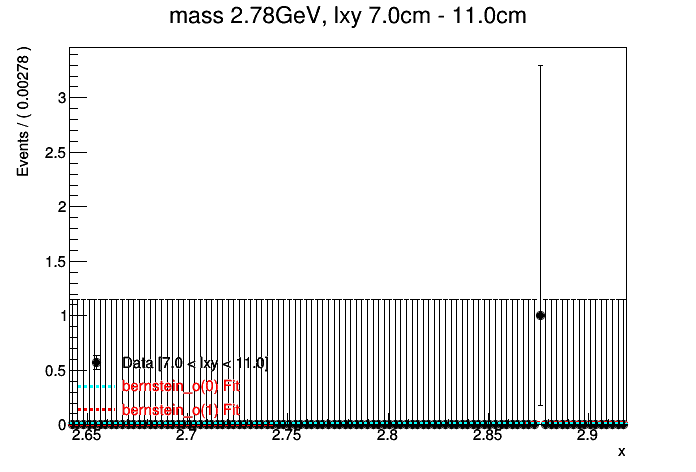 mass 2.78GeV, lxy 7.0cm - 11.0cm
Events / ( 0.00278 )
3
2.5
2
1.5
1
0.5
0
Data [7.0 < lxy < 11.0]
bernstein_o(0) Fit
bernstein_o(1) Fit
2.65 2.7 2.75 2.8 2.85 2.9
x